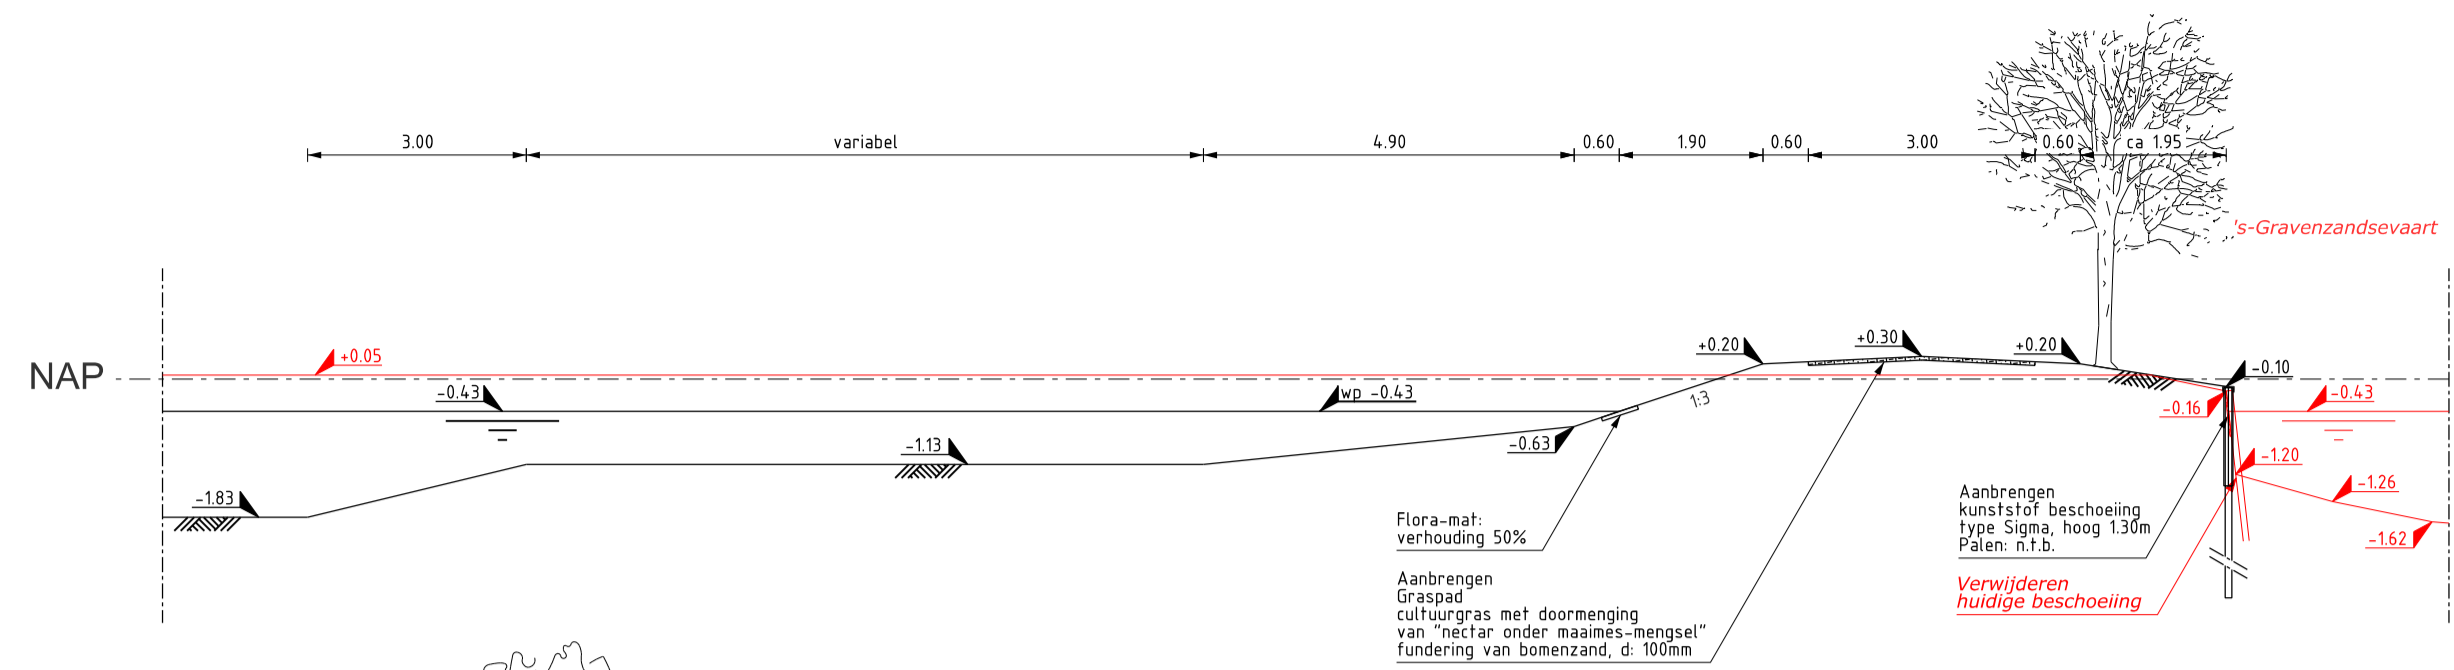 3.00
variabel
4.90
0.60
1.90
0.60
3.00
0.60
ca 1.95
's-Gravenzandsevaart
NAP
+0.05
-0.43
wp -0.43
+0.20
+0.30
+0.20
-0.10
-0.43
-0.16
1:3
-1.13
-0.63
-1.20
-1.83
-1.26
-1.62
Flora-mat:
verhouding 50%
Aanbrengen
Graspad
cultuurgras met doormenging
van "nectar onder maaimes-mengsel"
fundering van bomenzand, d: 100mm
Aanbrengen
kunststof beschoeiing
type Sigma, hoog 1.30m
Palen: n.t.b.
Verwijderen
huidige beschoeiing